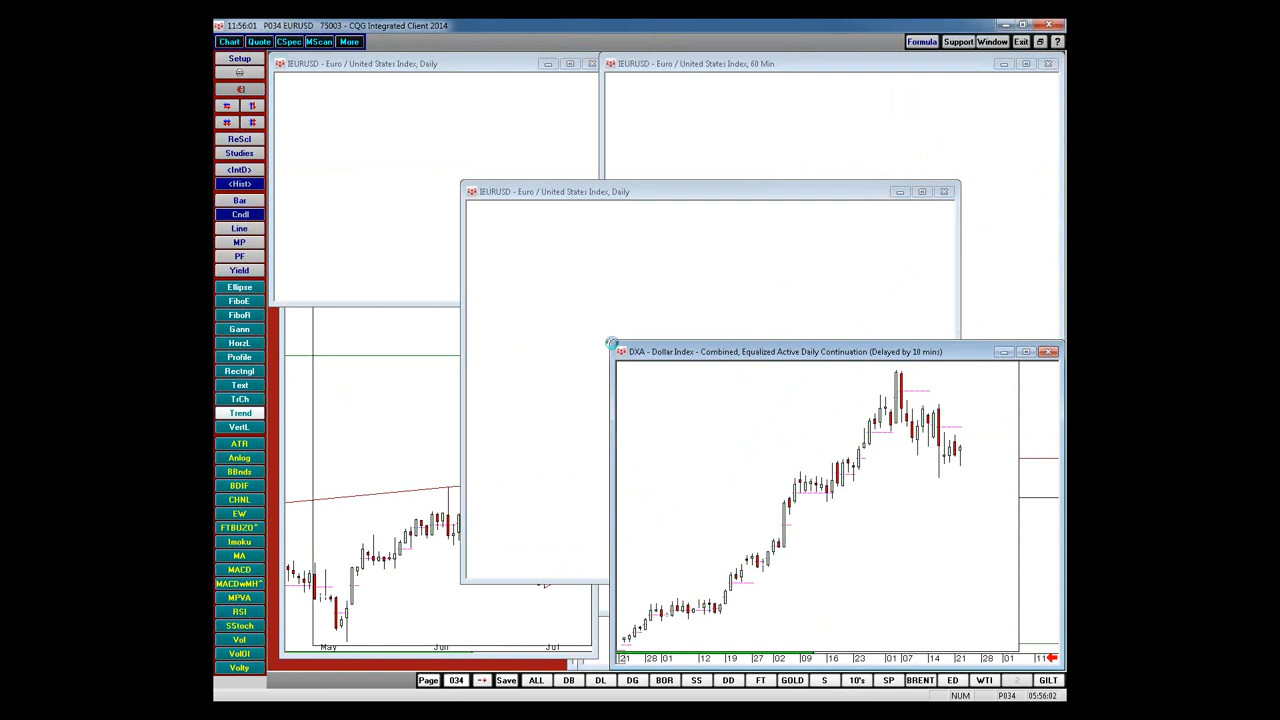 11:56:01 P034 EURUSD 75003 - CQG Integrated Client 2014
Chart Quote CSpec MScan More Formula Support Window Exit ?
Setup
ReScl
Studies
<IntD>
<Hist>
Bar
Cndl
Line
MP
PF
Yield
Ellipse
FiboE
FiboR
Gann
HorzL
Profile
Rectngl
Text
TrCh
Trend
VertL
ATR
Anlog
BBnds
BDIF
CHNL
EW
FTBUZO^
Imoku
MA
MACD
MACDwMH^
MPVA
RSI
SStoch
Vol
VolOI
Volty
IEURUSD - Euro / United States Index, Daily
IEURUSD - Euro / United States Index, 60 Min
IEURUSD - Euro / United States Index, Daily
DXA - Dollar Index - Combined, Equalized Active Daily Continuation (Delayed by 10 mins)
May Jun Jul
21 28 01 12 19 27 02 09 16 23 01 07 14 21 28 01 11
Page 034 -+ Save ALL DB DL DG BOR SS DD FT GOLD S 10's SP BRENT ED WTI 2 GILT
NUM P034 05:56:02